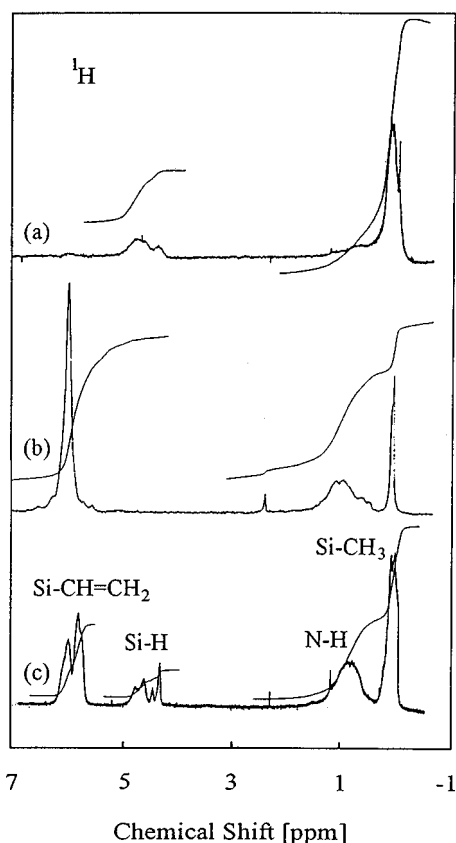 ¹H
(a)
(b)
Si-CH₃
Si-CH=CH₂
Si-H
N-H
(c)
7 5 3 1 -1
Chemical Shift [ppm]